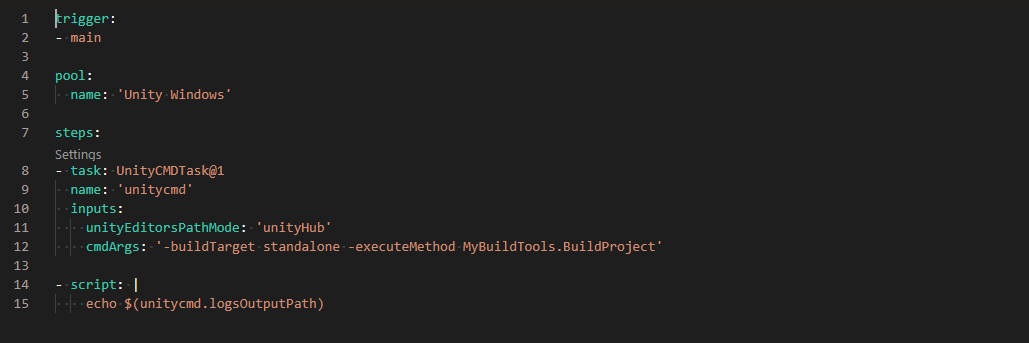 1 trigger:
2 - main
3
4 pool:
5   name: 'Unity Windows'
6
7 steps:
Settings
8 - task: UnityCMDTask@1
9   name: 'unitycmd'
10   inputs:
11     unityEditorsPathMode: 'unityHub'
12     cmdArgs: '-buildTarget standalone -executeMethod MyBuildTools.BuildProject'
13
14 - script: |
15     echo $(unitycmd.logsOutputPath)